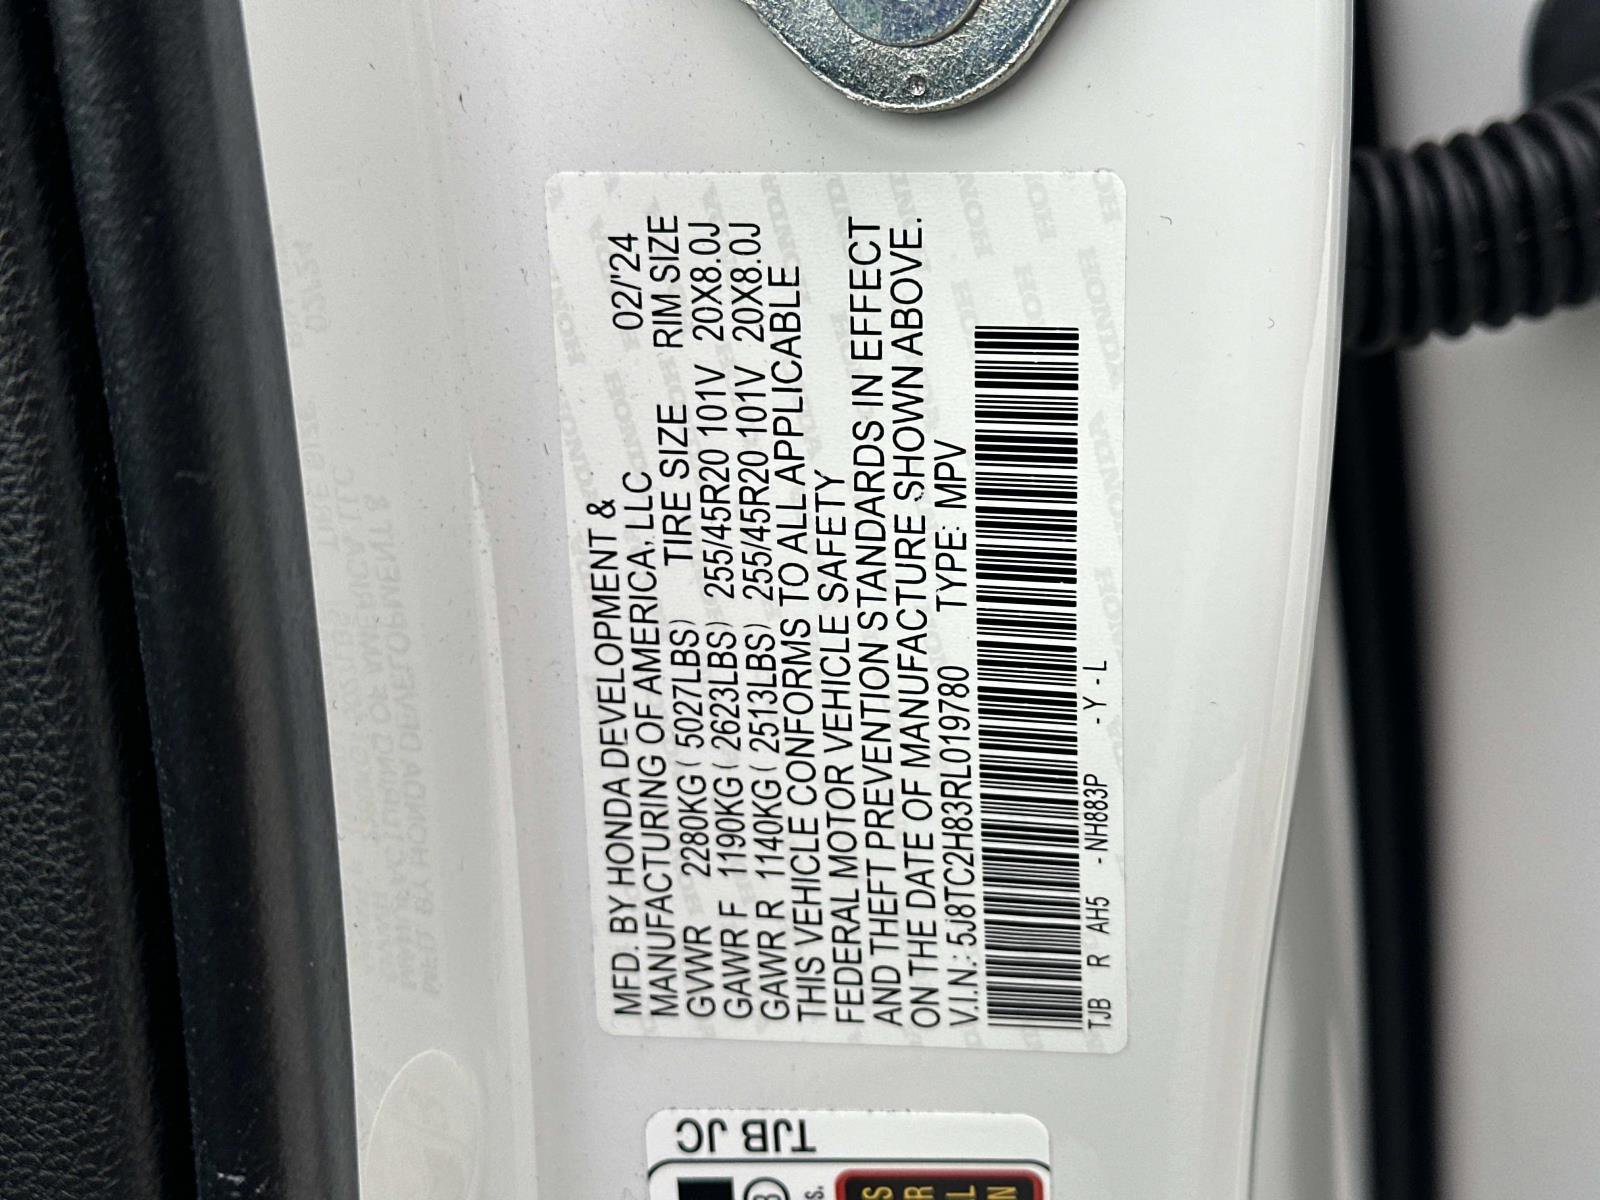 MFD. BY HONDA DEVELOPMENT &
MANUFACTURING OF AMERICA, LLC 02/'24
TIRE SIZE RIM SIZE
GVWR 2280KG ( 5027LBS)
GAWR F 1190KG ( 2623LBS) 255/45R20 101V 20X8.0J
GAWR R 1140KG ( 2513LBS) 255/45R20 101V 20X8.0J
THIS VEHICLE CONFORMS TO ALL APPLICABLE
FEDERAL MOTOR VEHICLE SAFETY
AND THEFT PREVENTION STANDARDS IN EFFECT
ON THE DATE OF MANUFACTURE SHOWN ABOVE.
V.I.N.: 5J8TC2H83RL019780 TYPE: MPV
TJB R AH5 -NH883P -Y-L
TJB JC